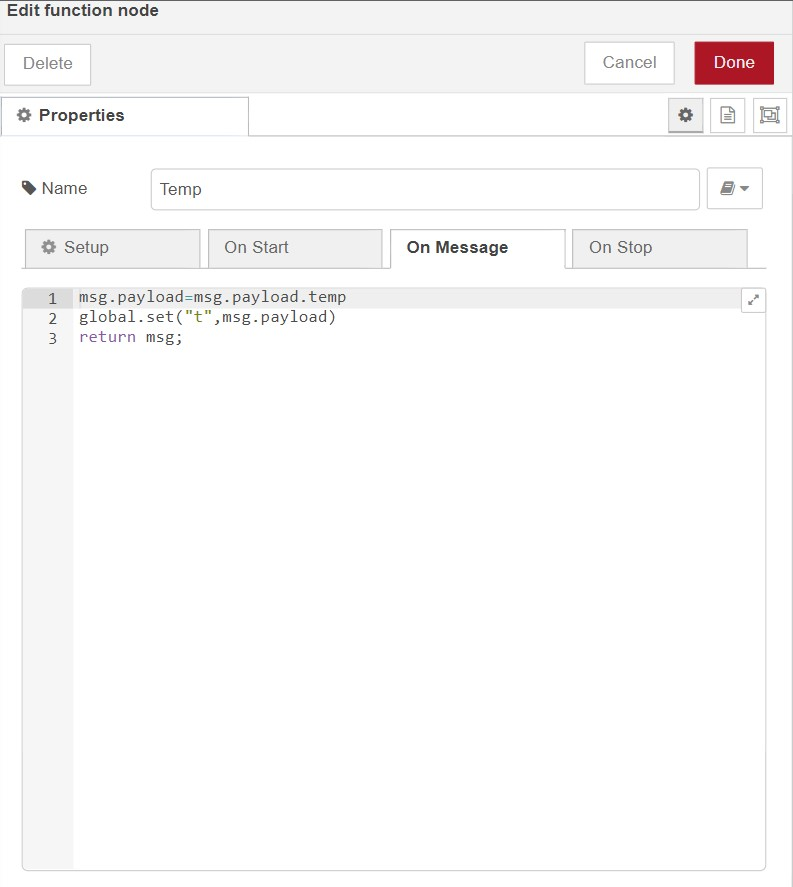 Edit function node
Delete
Cancel
Done
Properties
Name
Temp
Setup
On Start
On Message
On Stop
1 msg.payload=msg.payload.temp
2 global.set("t",msg.payload)
3 return msg;